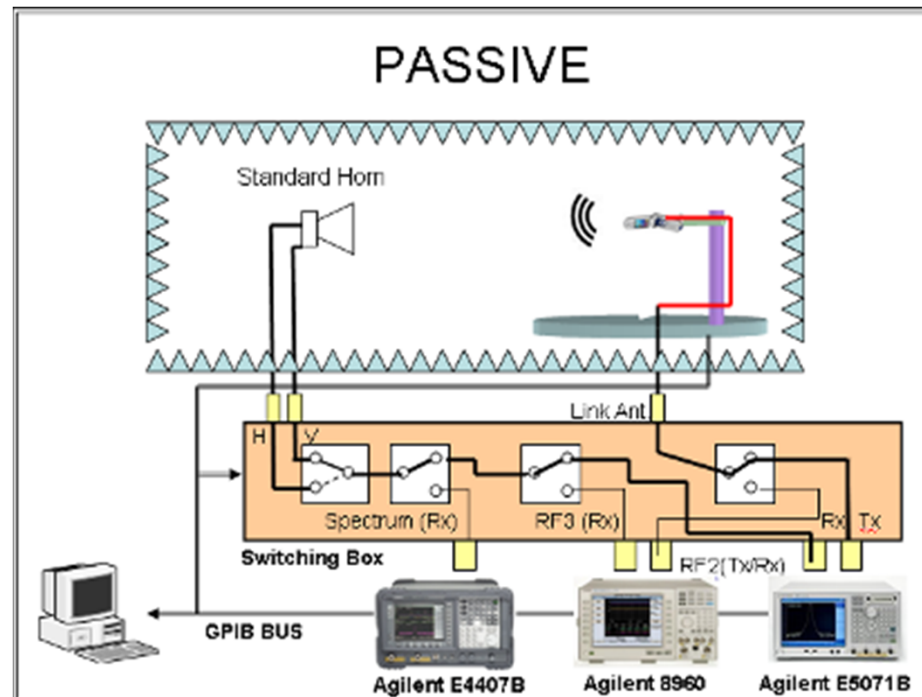 PASSIVE
Standard Horn
Link Ant.
H V
Spectrum (Rx)
RF3 (Rx)
Rx Tx
Switching Box
RF2(Tx/Rx)
GPIB BUS
Agilent E4407B
Agilent 8960
Agilent E5071B